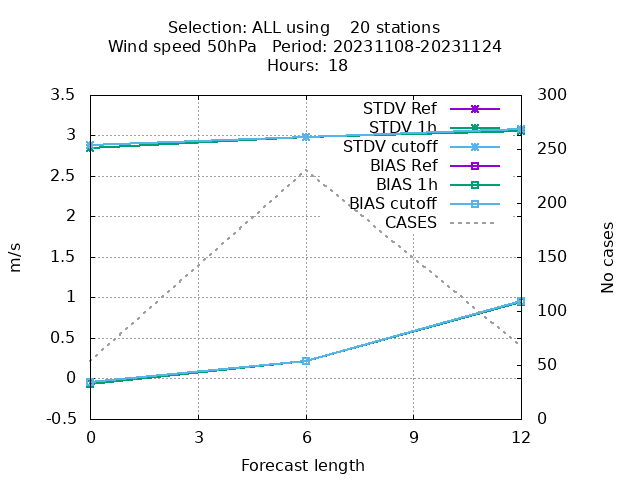 Selection: ALL using    20 stations
Wind speed 50hPa   Period: 20231108-20231124
Hours:  18
3.5
3
2.5
2
1.5
1
0.5
0
-0.5
m/s
STDV Ref
STDV 1h
STDV cutoff
BIAS Ref
BIAS 1h
BIAS cutoff
CASES
300
250
200
150
100
50
0
No cases
0 3 6 9 12
Forecast length